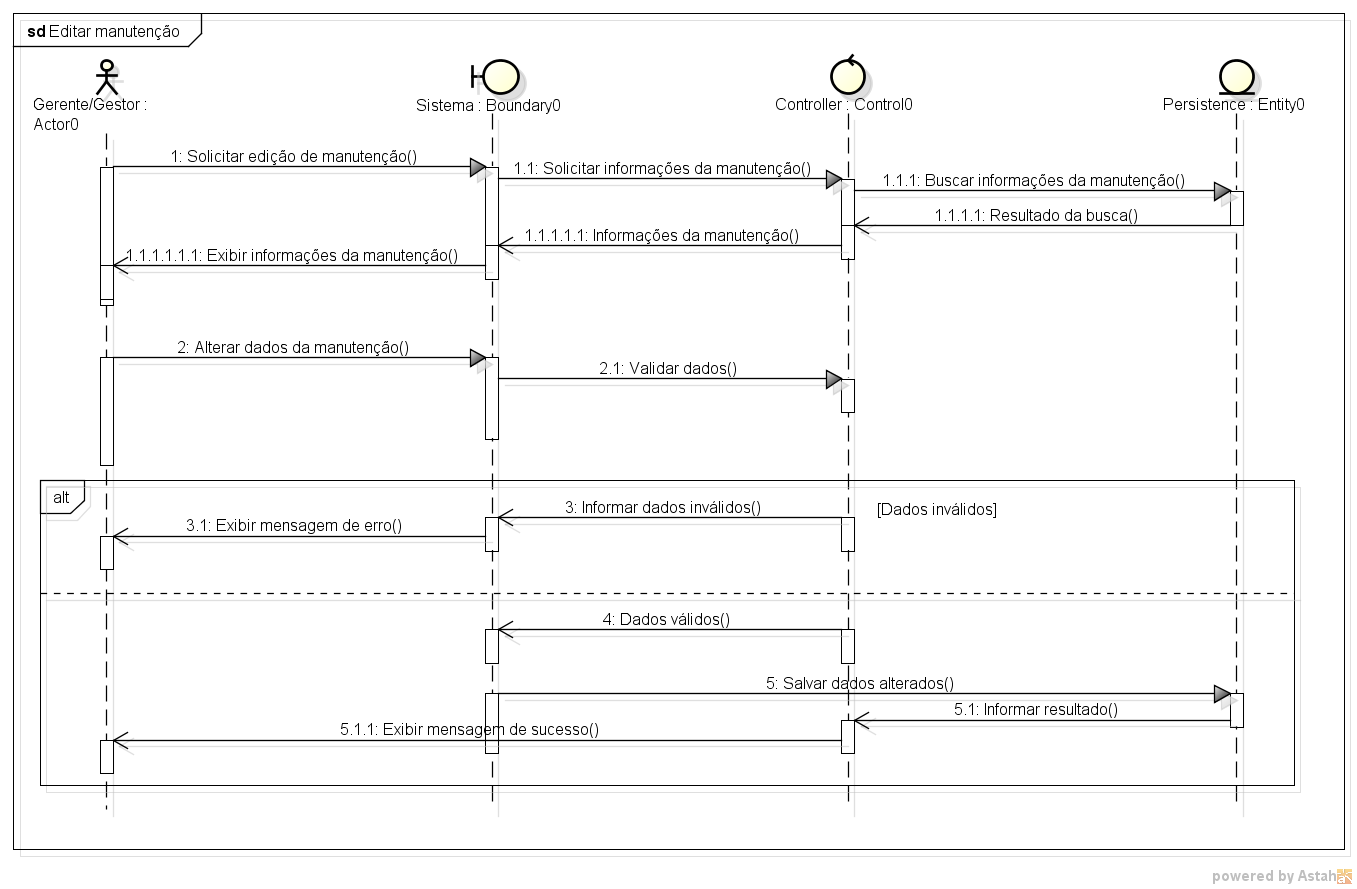 sd Editar manutenção
Gerente/Gestor :
Actor0
Sistema : Boundary0
Controller : Control0
Persistence : Entity0
1: Solicitar edição de manutenção()
1.1: Solicitar informações da manutenção()
1.1.1: Buscar informações da manutenção()
1.1.1.1: Resultado da busca()
1.1.1.1.1: Informações da manutenção()
1.1.1.1.1.1: Exibir informações da manutenção()
2: Alterar dados da manutenção()
2.1: Validar dados()
alt
3: Informar dados inválidos()
[Dados inválidos]
3.1: Exibir mensagem de erro()
4: Dados válidos()
5: Salvar dados alterados()
5.1: Informar resultado()
5.1.1: Exibir mensagem de sucesso()
powered by Astah